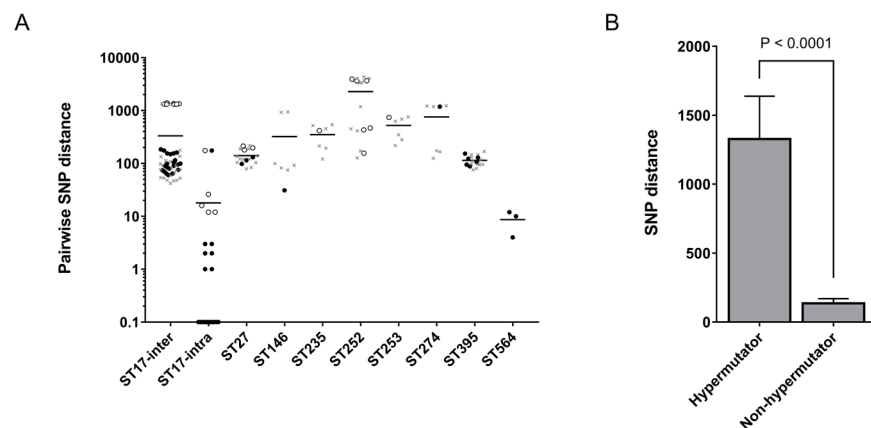 A
Pairwise SNP distance
10000
1000
100
10
1
0.1
ST17-inter
ST17-intra
ST27
ST146
ST235
ST252
ST253
ST274
ST395
ST564
B
P < 0.0001
SNP distance
2000
1500
1000
500
0
Hypermutator
Non-hypermutator